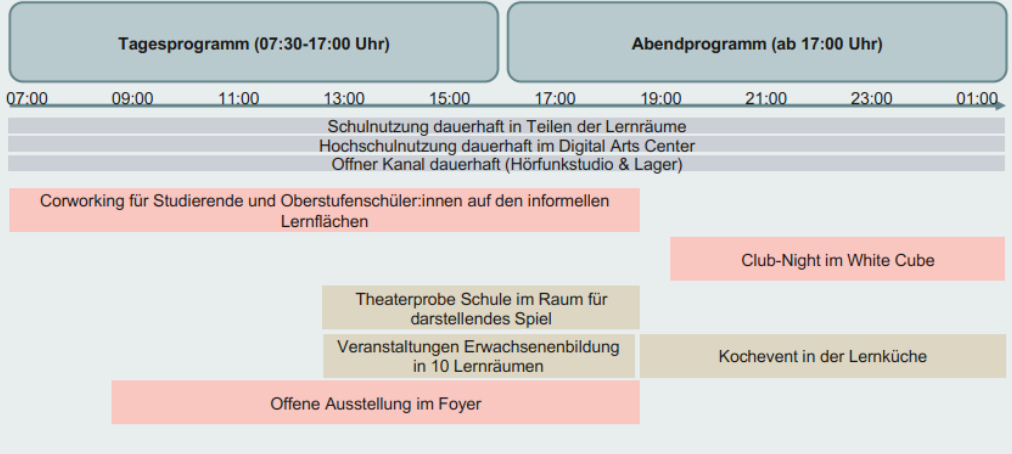 Tagesprogramm (07:30-17:00 Uhr)
Abendprogramm (ab 17:00 Uhr)
07:00 09:00 11:00 13:00 15:00 17:00 19:00 21:00 23:00 01:00
Schulnutzung dauerhaft in Teilen der Lernräume
Hochschulnutzung dauerhaft im Digital Arts Center
Offner Kanal dauerhaft (Hörfunkstudio & Lager)
Corworking für Studierende und Oberstufenschüler:innen auf den informellen
Lernflächen
Club-Night im White Cube
Theaterprobe Schule im Raum für
darstellendes Spiel
Veranstaltungen Erwachsenenbildung
in 10 Lernräumen
Kochevent in der Lernküche
Offene Ausstellung im Foyer